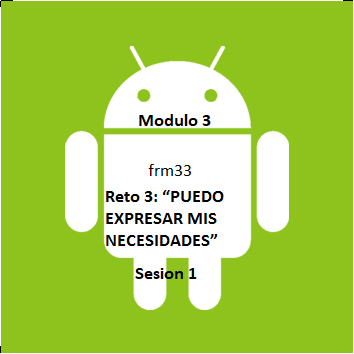 Modulo 3
frm33
Reto 3: “PUEDO
EXPRESAR MIS
NECESIDADES”
Sesion 1